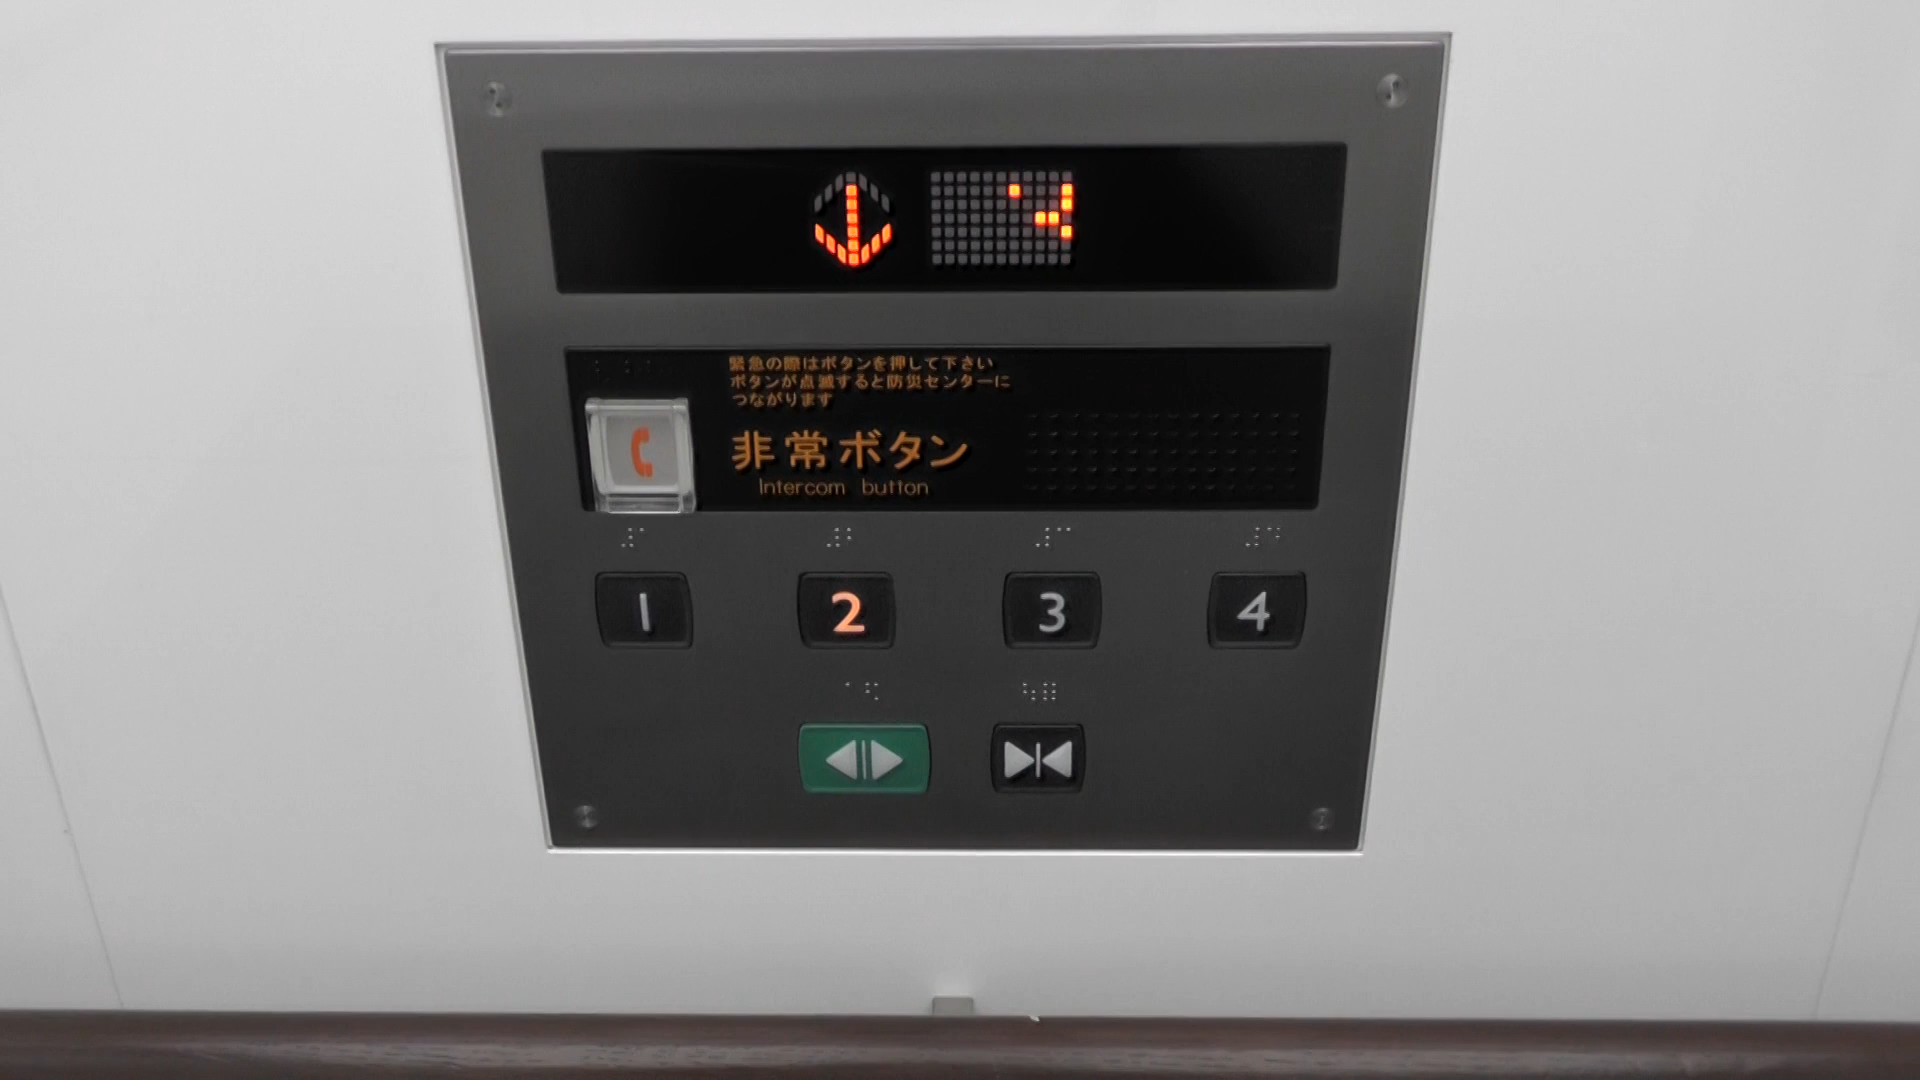 緊急の際はボタンを押して下さい
ボタンが点滅すると防災センターに
つながります
非常ボタン
Intercom button
1 2 3 4